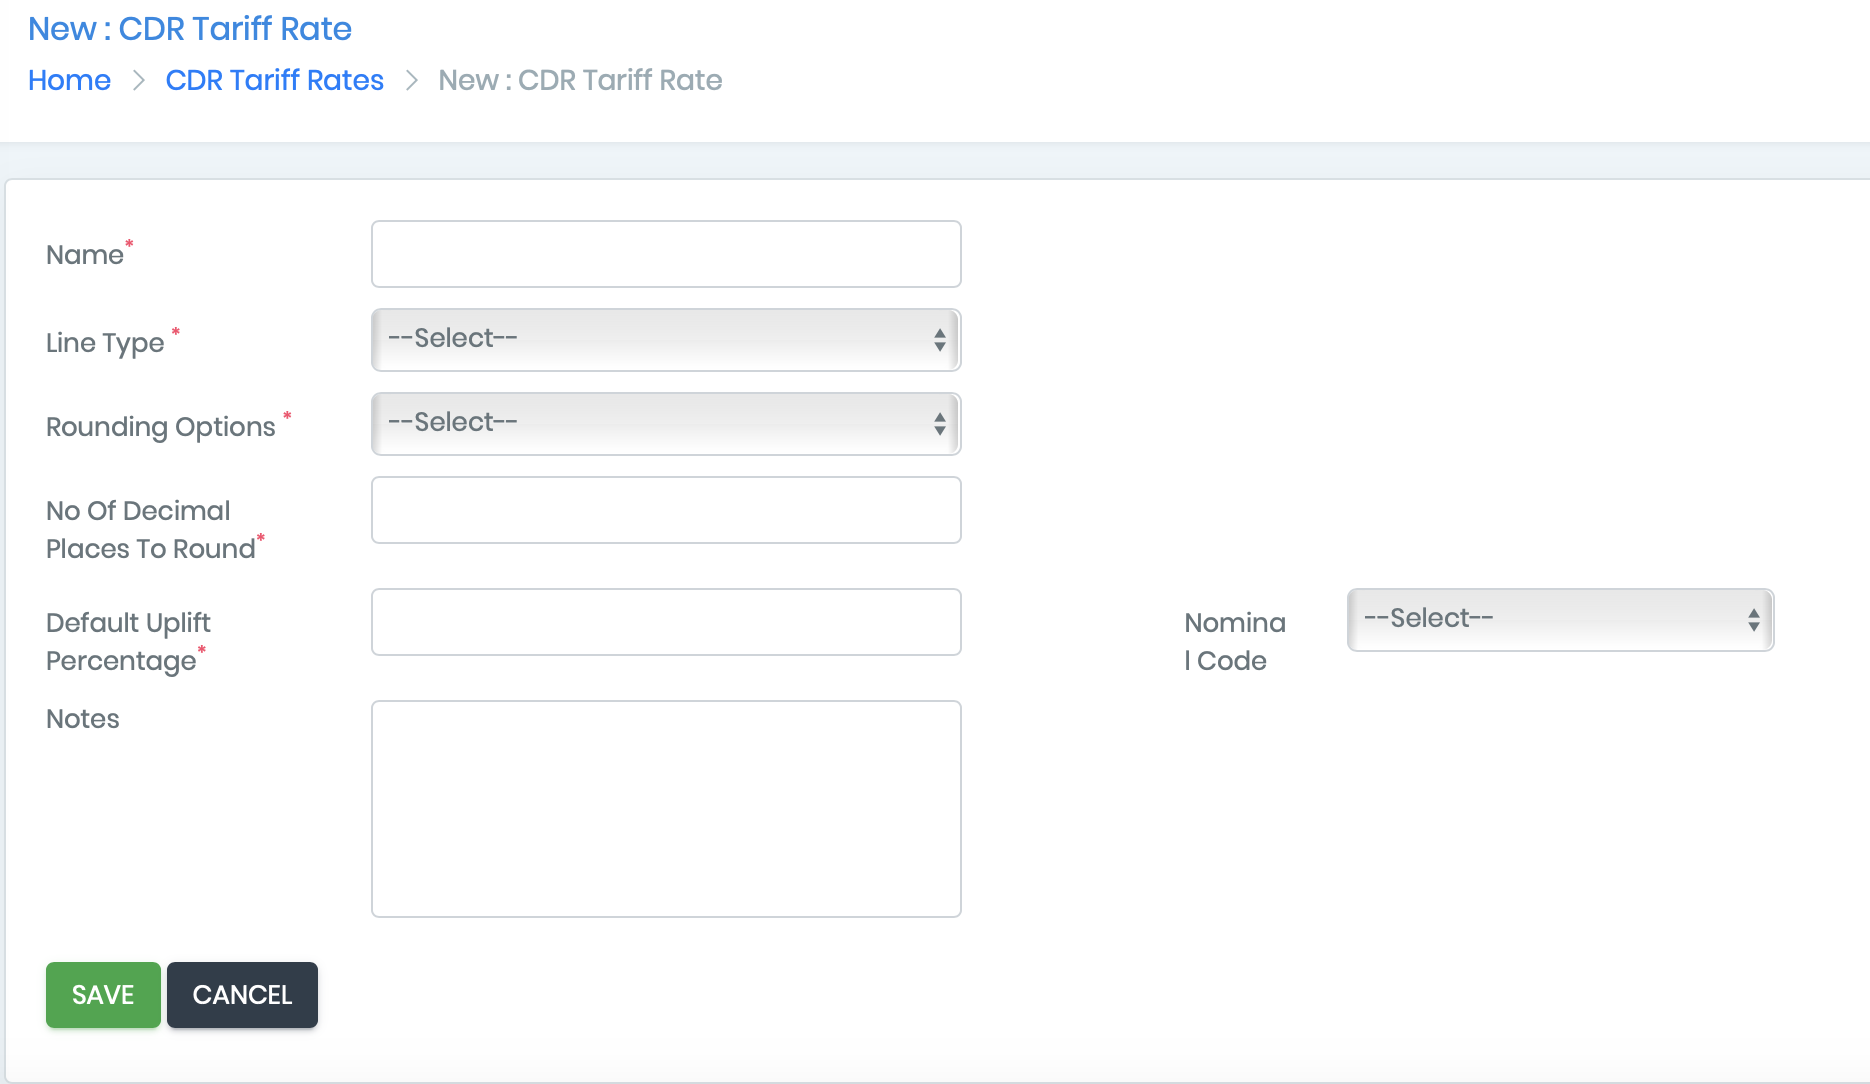 New : CDR Tariff Rate
Home > CDR Tariff Rates > New : CDR Tariff Rate
Name*
Line Type *
--Select--
Rounding Options *
--Select--
No Of Decimal
Places To Round*
Default Uplift
Percentage*
Nomina
l Code
--Select--
Notes
SAVE
CANCEL